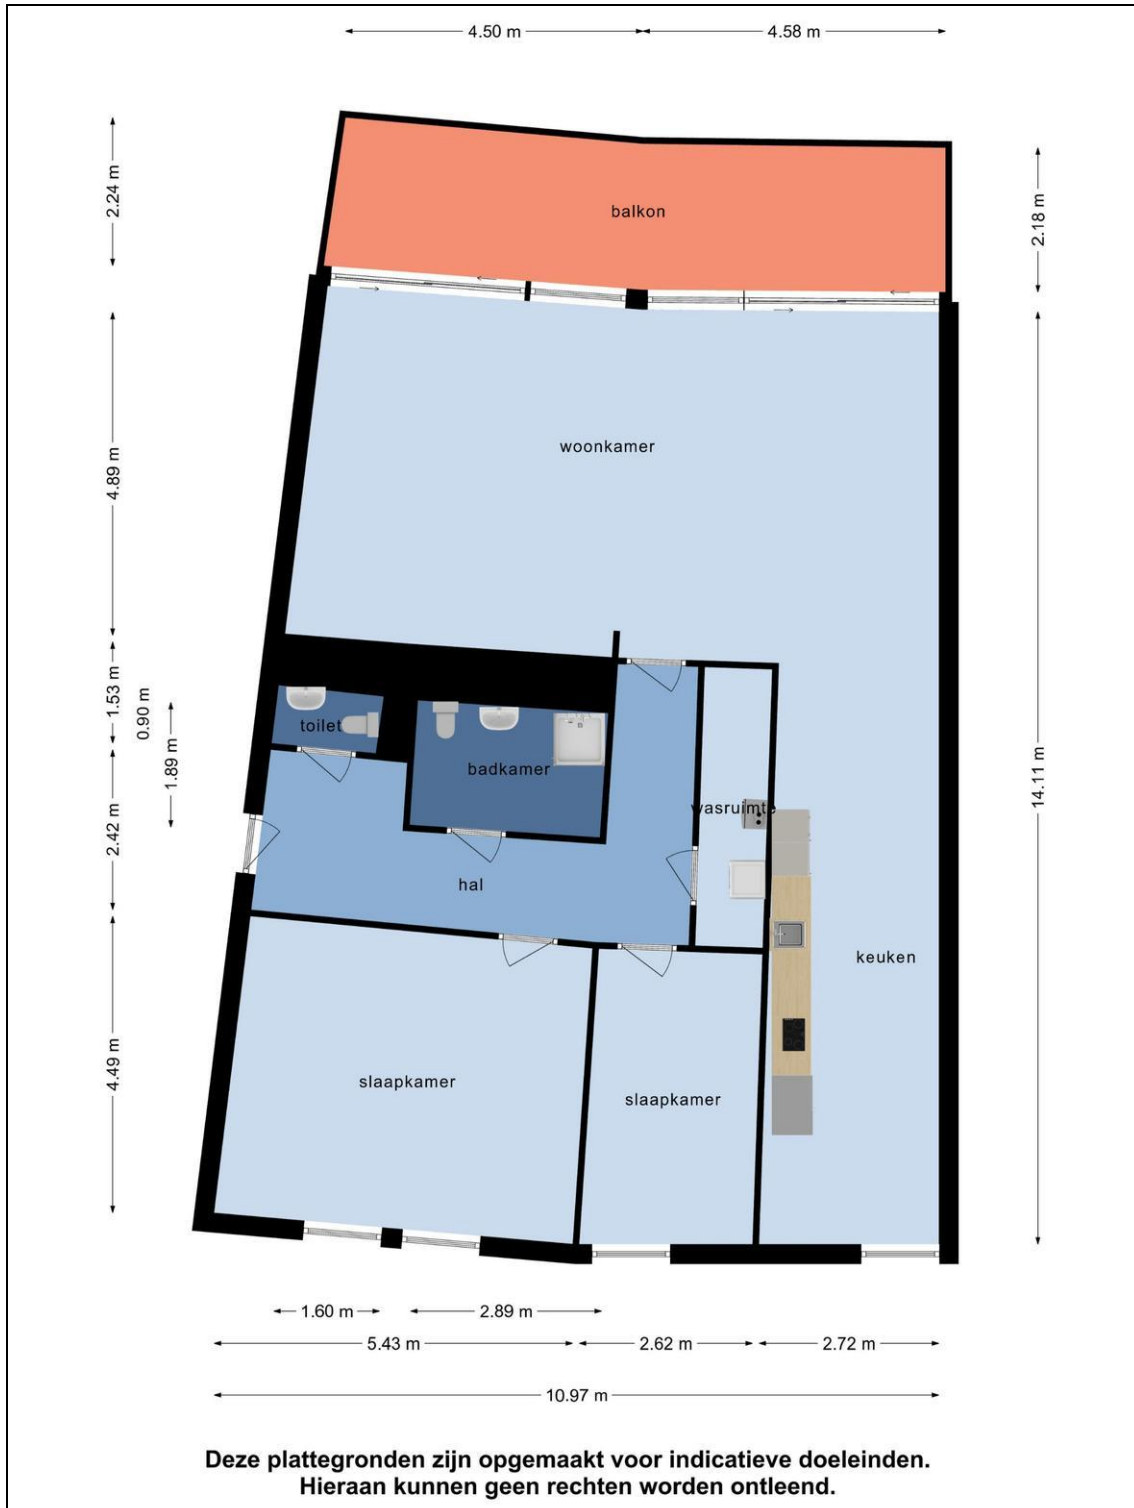 4.50 m
4.58 m
2.24 m
2.18 m
balkon
4.89 m
woonkamer
1.53 m
0.90 m
1.89 m
toilet
badkamer
wasruimte
14.11 m
2.42 m
hal
keuken
4.49 m
slaapkamer
slaapkamer
1.60 m
2.89 m
5.43 m
2.62 m
2.72 m
10.97 m
Deze plattegronden zijn opgemaakt voor indicatieve doeleinden.
Hieraan kunnen geen rechten worden ontleend.